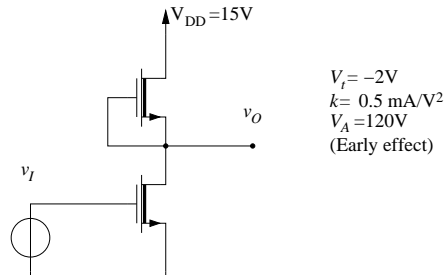 V_DD = 15V
V_t = −2V
k = 0.5 mA/V²
V_A = 120V
(Early effect)
v_O
v_I